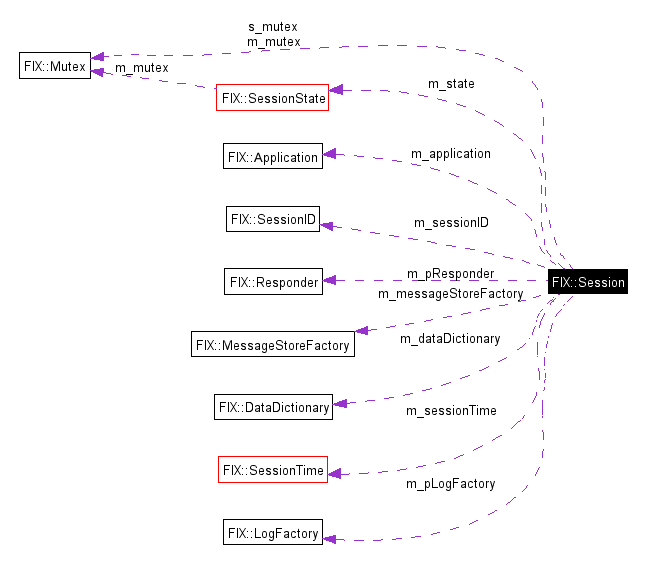 s_mutex
m_mutex
FIX::Mutex
m_mutex
m_state
FIX::SessionState
m_application
FIX::Application
m_sessionID
FIX::SessionID
m_pResponder
FIX::Responder
FIX::Session
m_messageStoreFactory
m_dataDictionary
FIX::MessageStoreFactory
m_sessionTime
FIX::DataDictionary
FIX::SessionTime
m_pLogFactory
FIX::LogFactory